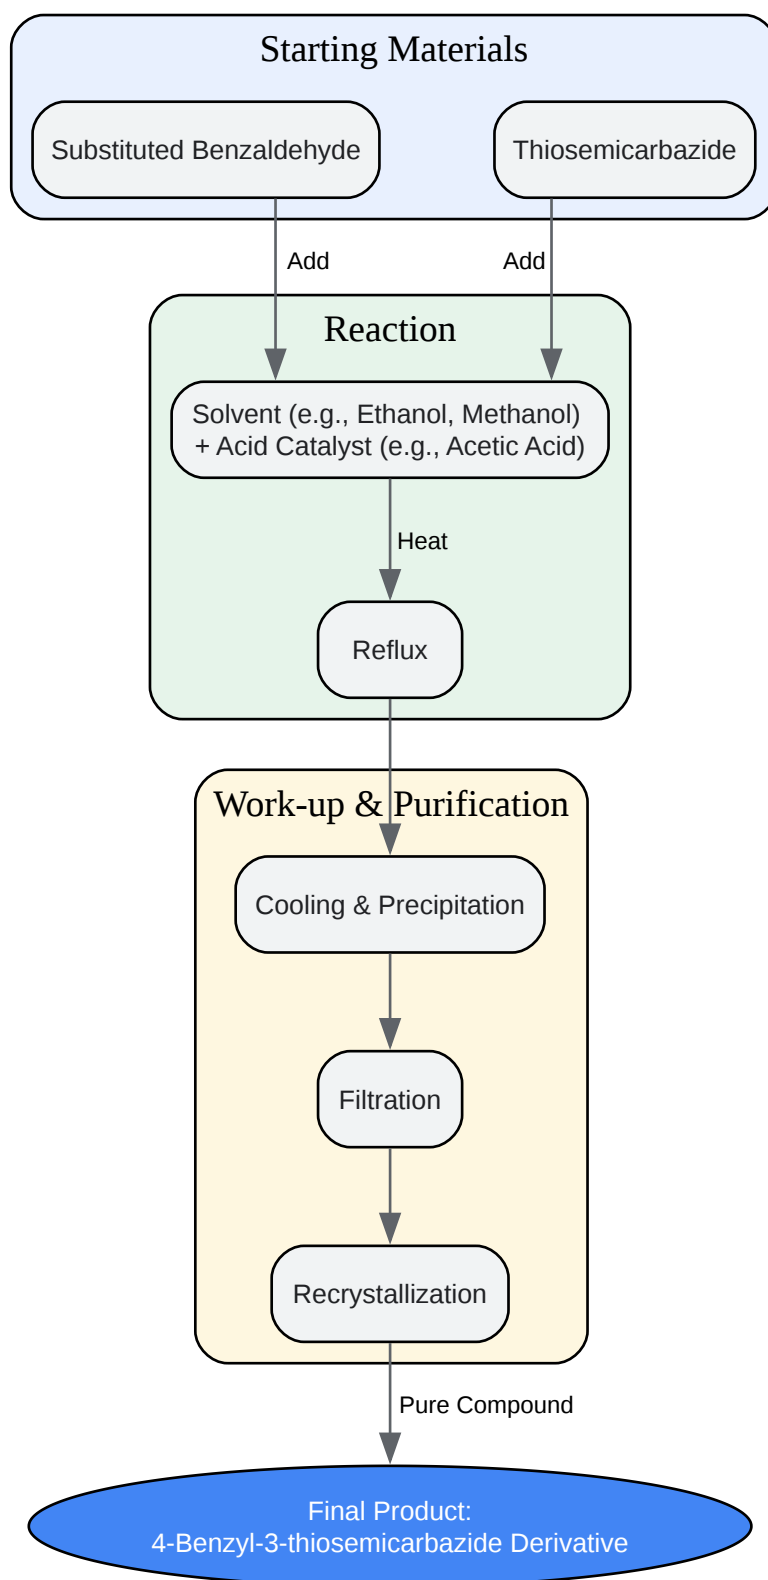 Starting Materials
Substituted Benzaldehyde
Thiosemicarbazide
Add
Add
Reaction
Solvent (e.g., Ethanol, Methanol)
+ Acid Catalyst (e.g., Acetic Acid)
Heat
Reflux
Work-up & Purification
Cooling & Precipitation
Filtration
Recrystallization
Pure Compound
Final Product:
4-Benzyl-3-thiosemicarbazide Derivative